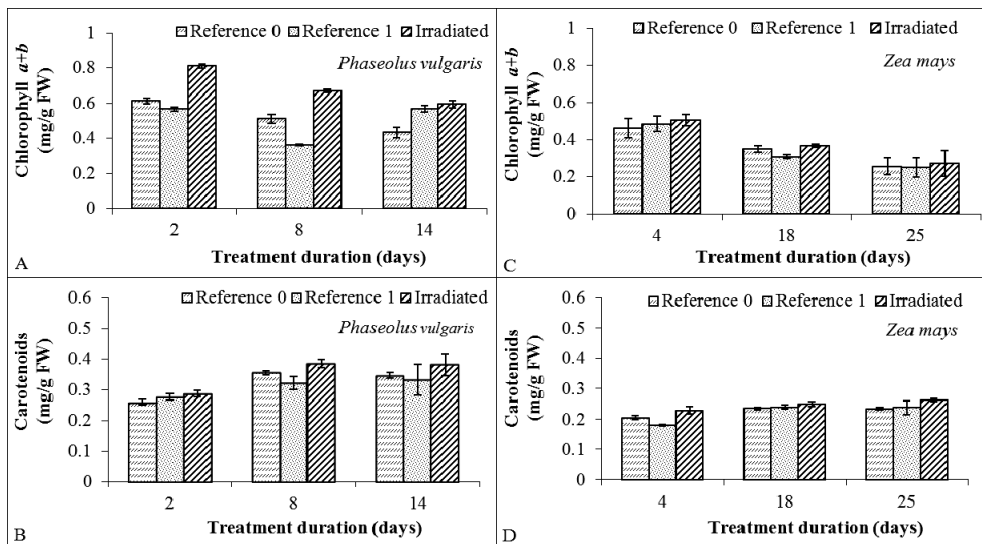 Reference 0 Reference 1 Irradiated
Phaseolus vulgaris
Chlorophyll a+b
(mg/g FW)
1
0.8
0.6
0.4
0.2
0
2 8 14
Treatment duration (days)
A
Reference 0 Reference 1 Irradiated
Phaseolus vulgaris
Carotenoids
(mg/g FW)
0.6
0.5
0.4
0.3
0.2
0.1
0.0
2 8 14
Treatment duration (days)
B
Reference 0 Reference 1 Irradiated
Zea mays
Chlorophyll a+b
(mg/g FW)
1
0.8
0.6
0.4
0.2
0
4 18 25
Treatment duration (days)
C
Reference 0 Reference 1 Irradiated
Zea mays
Carotenoids
(mg/g FW)
0.6
0.5
0.4
0.3
0.2
0.1
0.0
4 18 25
Treatment duration (days)
D